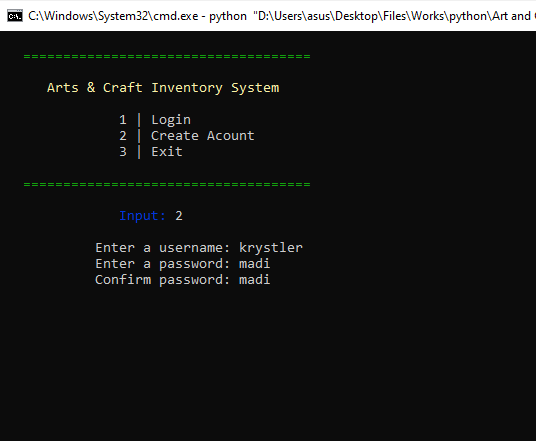 C:\Windows\System32\cmd.exe - python "D:\Users\asus\Desktop\Files\Works\python\Art and
====================================
Arts & Craft Inventory System
1 | Login
2 | Create Acount
3 | Exit
====================================
Input: 2
Enter a username: krystler
Enter a password: madi
Confirm password: madi